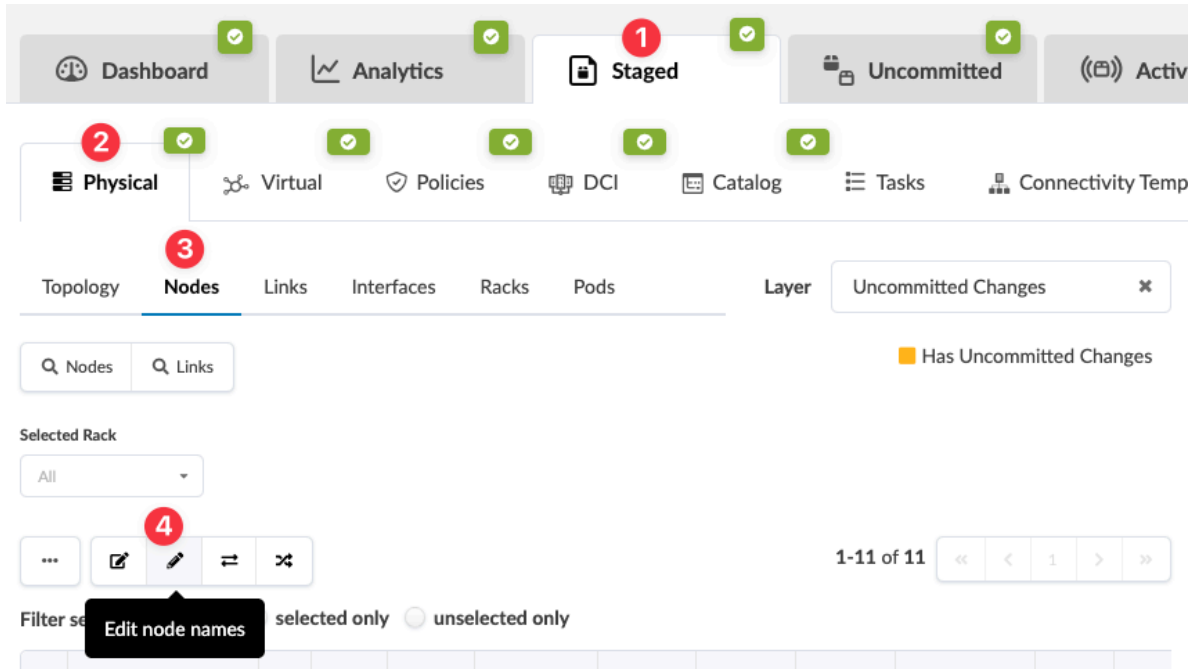 1
Dashboard Analytics Staged Uncommitted Activ
2
Physical Virtual Policies DCI Catalog Tasks Connectivity Temp
3
Topology Nodes Links Interfaces Racks Pods Layer Uncommitted Changes
Nodes Links Has Uncommitted Changes
Selected Rack
All
4
1-11 of 11 1
Filter se selected only unselected only
Edit node names